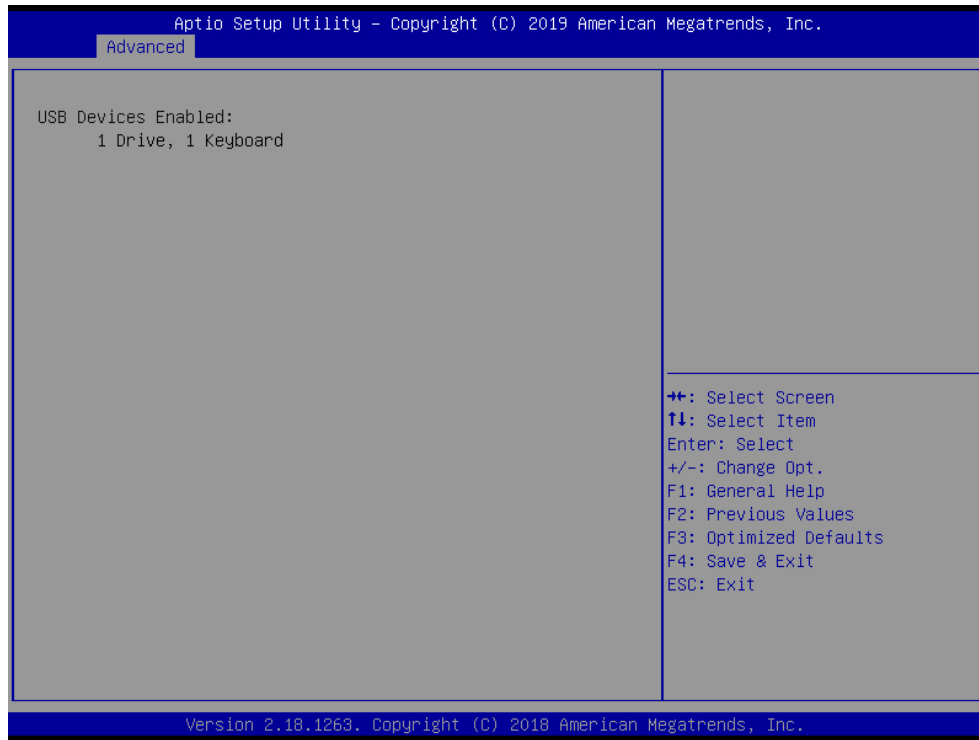 Aptio Setup Utility – Copyright (C) 2019 American Megatrends, Inc.
Advanced
USB Devices Enabled:
1 Drive, 1 Keyboard
→←: Select Screen
↑↓: Select Item
Enter: Select
+/-: Change Opt.
F1: General Help
F2: Previous Values
F3: Optimized Defaults
F4: Save & Exit
ESC: Exit
Version 2.18.1263. Copyright (C) 2018 American Megatrends, Inc.